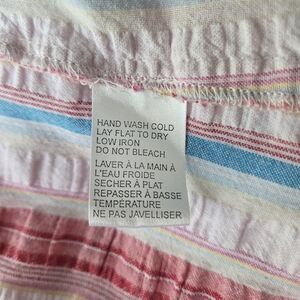 HAND WASH COLD
LAY FLAT TO DRY
LOW IRON
DO NOT BLEACH
LAVER À LA MAIN À
L'EAU FROIDE
SECHER À PLAT
REPASSER À BASSE
TEMPÉRATURE
NE PAS JAVELLISER